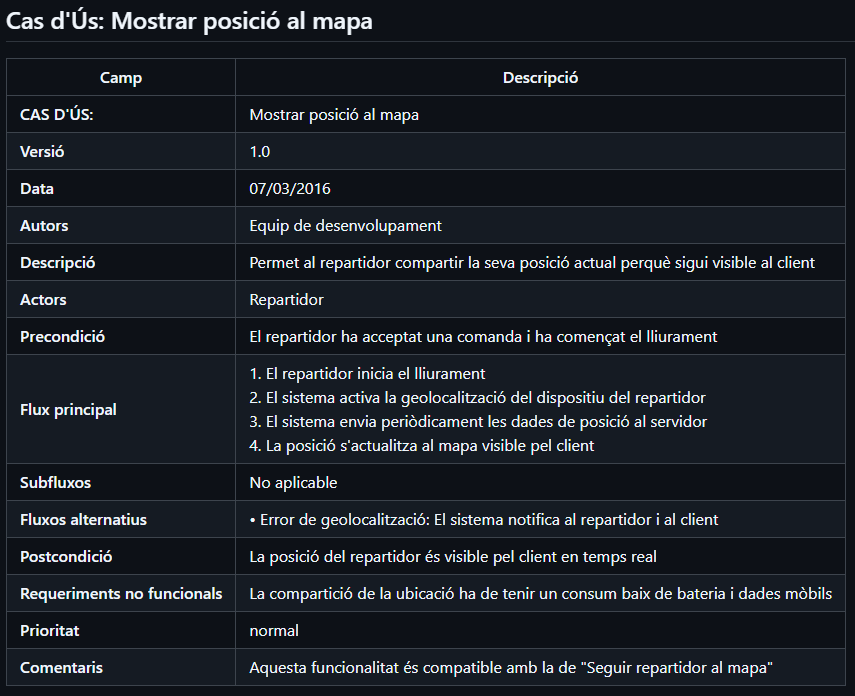 Cas d'Ús: Mostrar posició al mapa
Camp Descripció
CAS D'ÚS: Mostrar posició al mapa
Versió 1.0
Data 07/03/2016
Autors Equip de desenvolupament
Descripció Permet al repartidor compartir la seva posició actual perquè sigui visible al client
Actors Repartidor
Precondició El repartidor ha acceptat una comanda i ha començat el lliurament
Flux principal
1. El repartidor inicia el lliurament
2. El sistema activa la geolocalització del dispositiu del repartidor
3. El sistema envia periòdicament les dades de posició al servidor
4. La posició s'actualitza al mapa visible pel client
Subfluxos No aplicable
Fluxos alternatius • Error de geolocalització: El sistema notifica al repartidor i al client
Postcondició La posició del repartidor és visible pel client en temps real
Requeriments no funcionals La compartició de la ubicació ha de tenir un consum baix de bateria i dades mòbils
Prioritat normal
Comentaris Aquesta funcionalitat és compatible amb la de "Seguir repartidor al mapa"